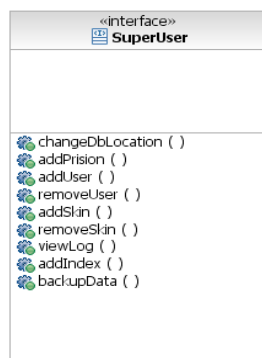 «interface»
SuperUser
changeDbLocation ( )
addPrision ( )
addUser ( )
removeUser ( )
addSkin ( )
removeSkin ( )
viewLog ( )
addIndex ( )
backupData ( )